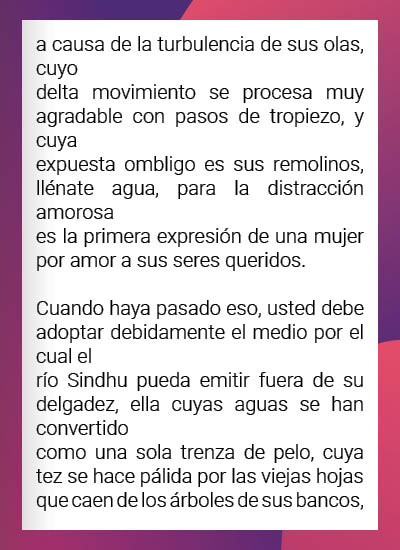 a causa de la turbulencia de sus olas,
cuyo
delta movimiento se procesa muy
agradable con pasos de tropiezo, y
cuya
expuesta ombligo es sus remolinos,
llénate agua, para la distracción
amorosa
es la primera expresión de una mujer
por amor a sus seres queridos.

Cuando haya pasado eso, usted debe
adoptar debidamente el medio por el
cual el
río Sindhu pueda emitir fuera de su
delgadez, ella cuyas aguas se han
convertido
como una sola trenza de pelo, cuya
tez se hace pálida por las viejas hojas
que caen de los árboles de sus bancos,